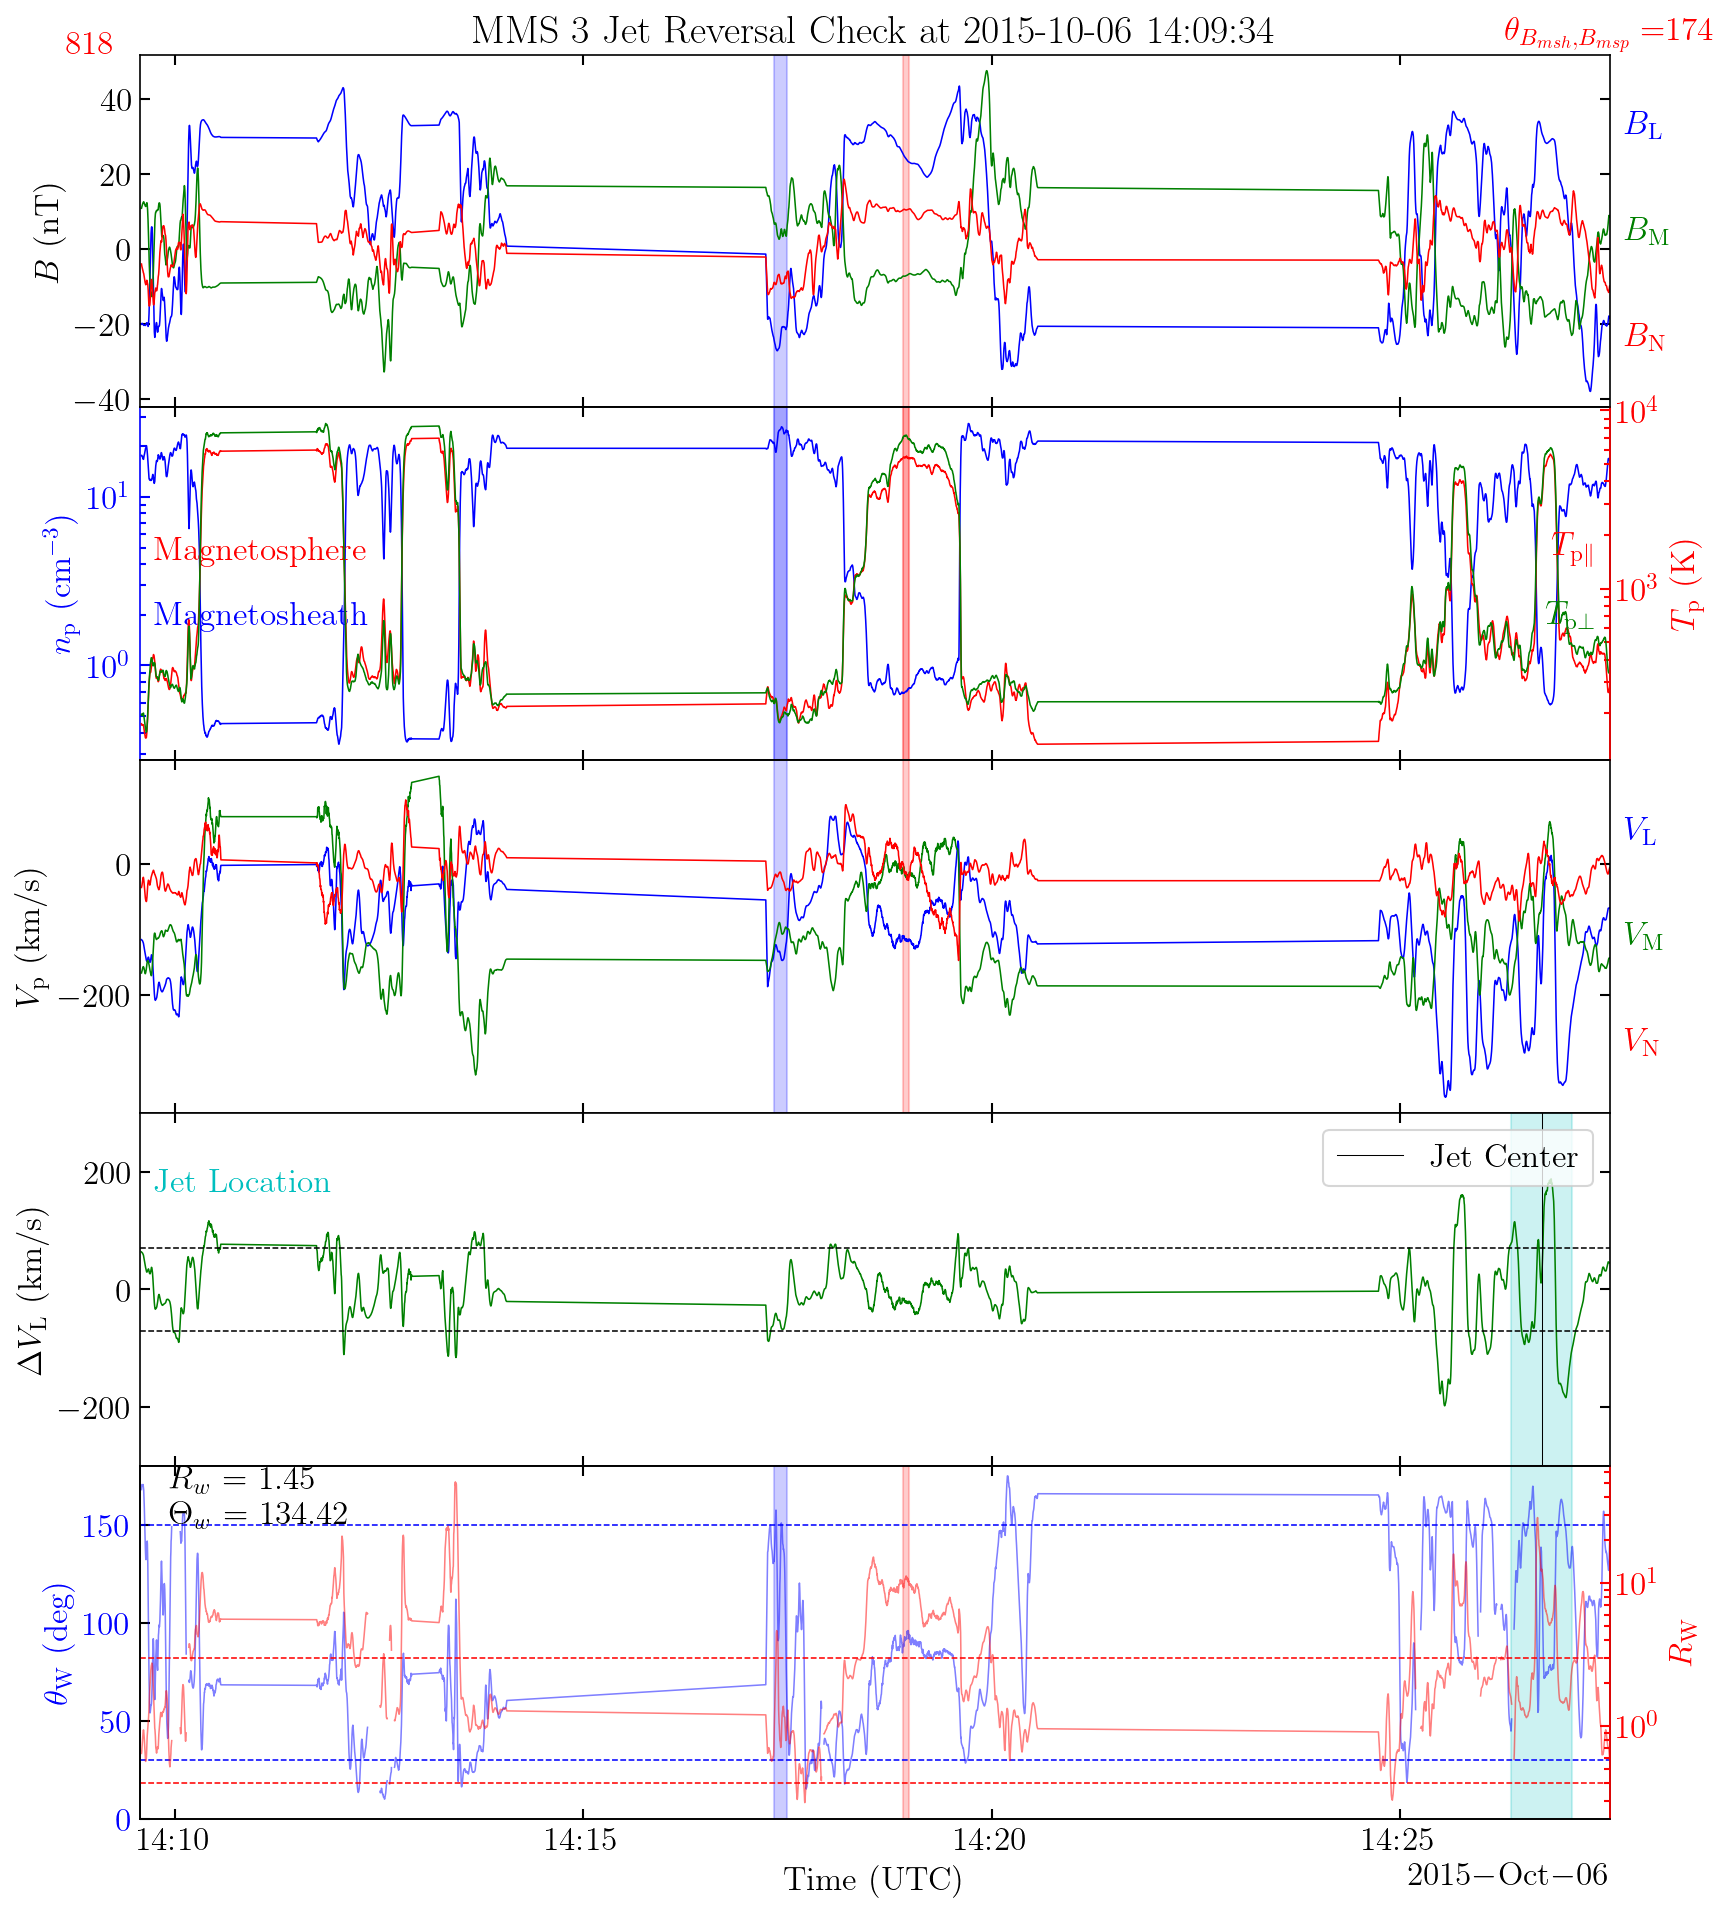 MMS 3 Jet Reversal Check at 2015-10-06 14:09:34
818
θ_{B_{msh},B_{msp}} =174
40
20
0
−20
−40
B (nT)
B_L
B_M
B_N
10^1
10^0
n_p (cm^{−3})
Magnetosphere
Magnetosheath
T_{p∥}
T_{p⊥}
10^4
10^3
T_p (K)
0
−200
V_p (km/s)
V_L
V_M
V_N
200
0
−200
ΔV_L (km/s)
Jet Location
Jet Center
R_w = 1.45
Θ_w = 134.42
150
100
50
0
θ_W (deg)
10^1
10^0
R_W
14:10
14:15
14:20
14:25
Time (UTC)
2015−Oct−06